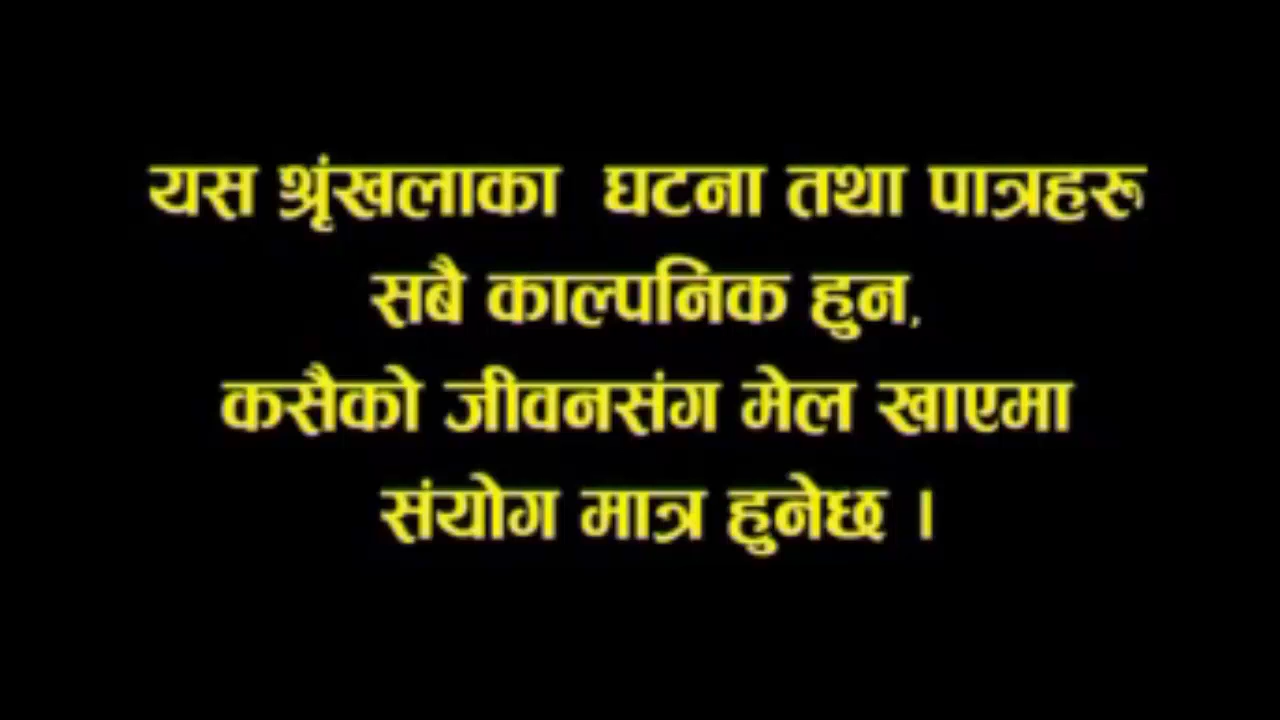 यस श्रृंखलाका घटना तथा पात्रहरू
सबै काल्पनिक हुन,
कसैको जीवनसंग मेल खाएमा
संयोग मात्र हुनेछ ।